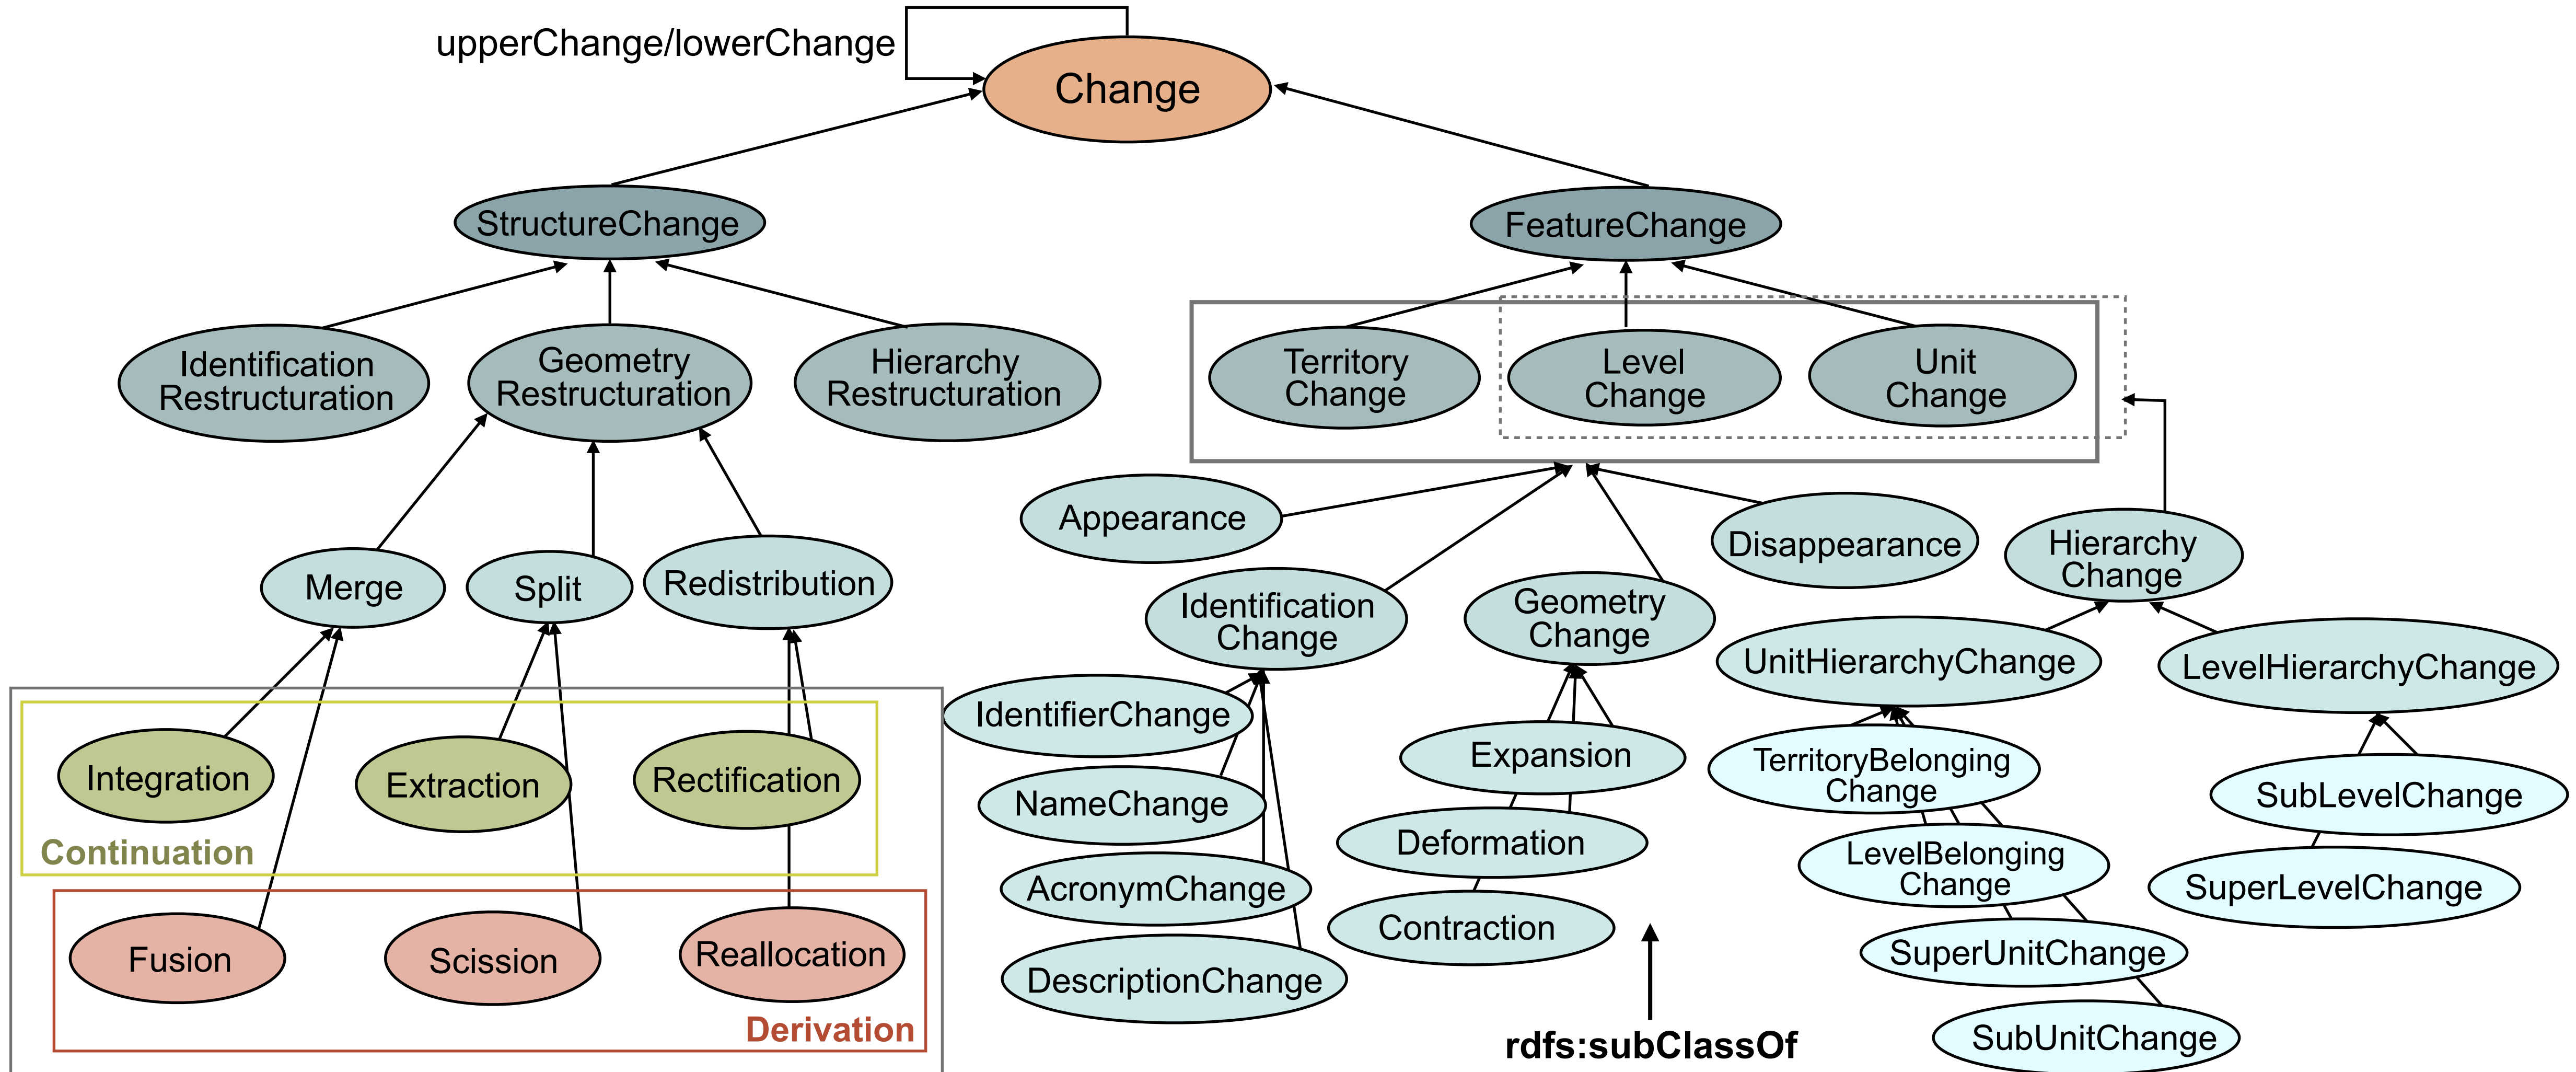 upperChange/lowerChange
Change
StructureChange
FeatureChange
Identification
Restructuration
Geometry
Restructuration
Hierarchy
Restructuration
Territory
Change
Level
Change
Unit
Change
Appearance
Disappearance
Hierarchy
Change
Merge
Split
Redistribution
Identification
Change
Geometry
Change
UnitHierarchyChange
LevelHierarchyChange
IdentifierChange
Expansion
TerritoryBelonging
Change
SubLevelChange
Integration
Extraction
Rectification
NameChange
Deformation
LevelBelonging
Change
Continuation
AcronymChange
SuperLevelChange
Contraction
Fusion
Scission
Reallocation
SuperUnitChange
DescriptionChange
Derivation
rdfs:subClassOf
SubUnitChange